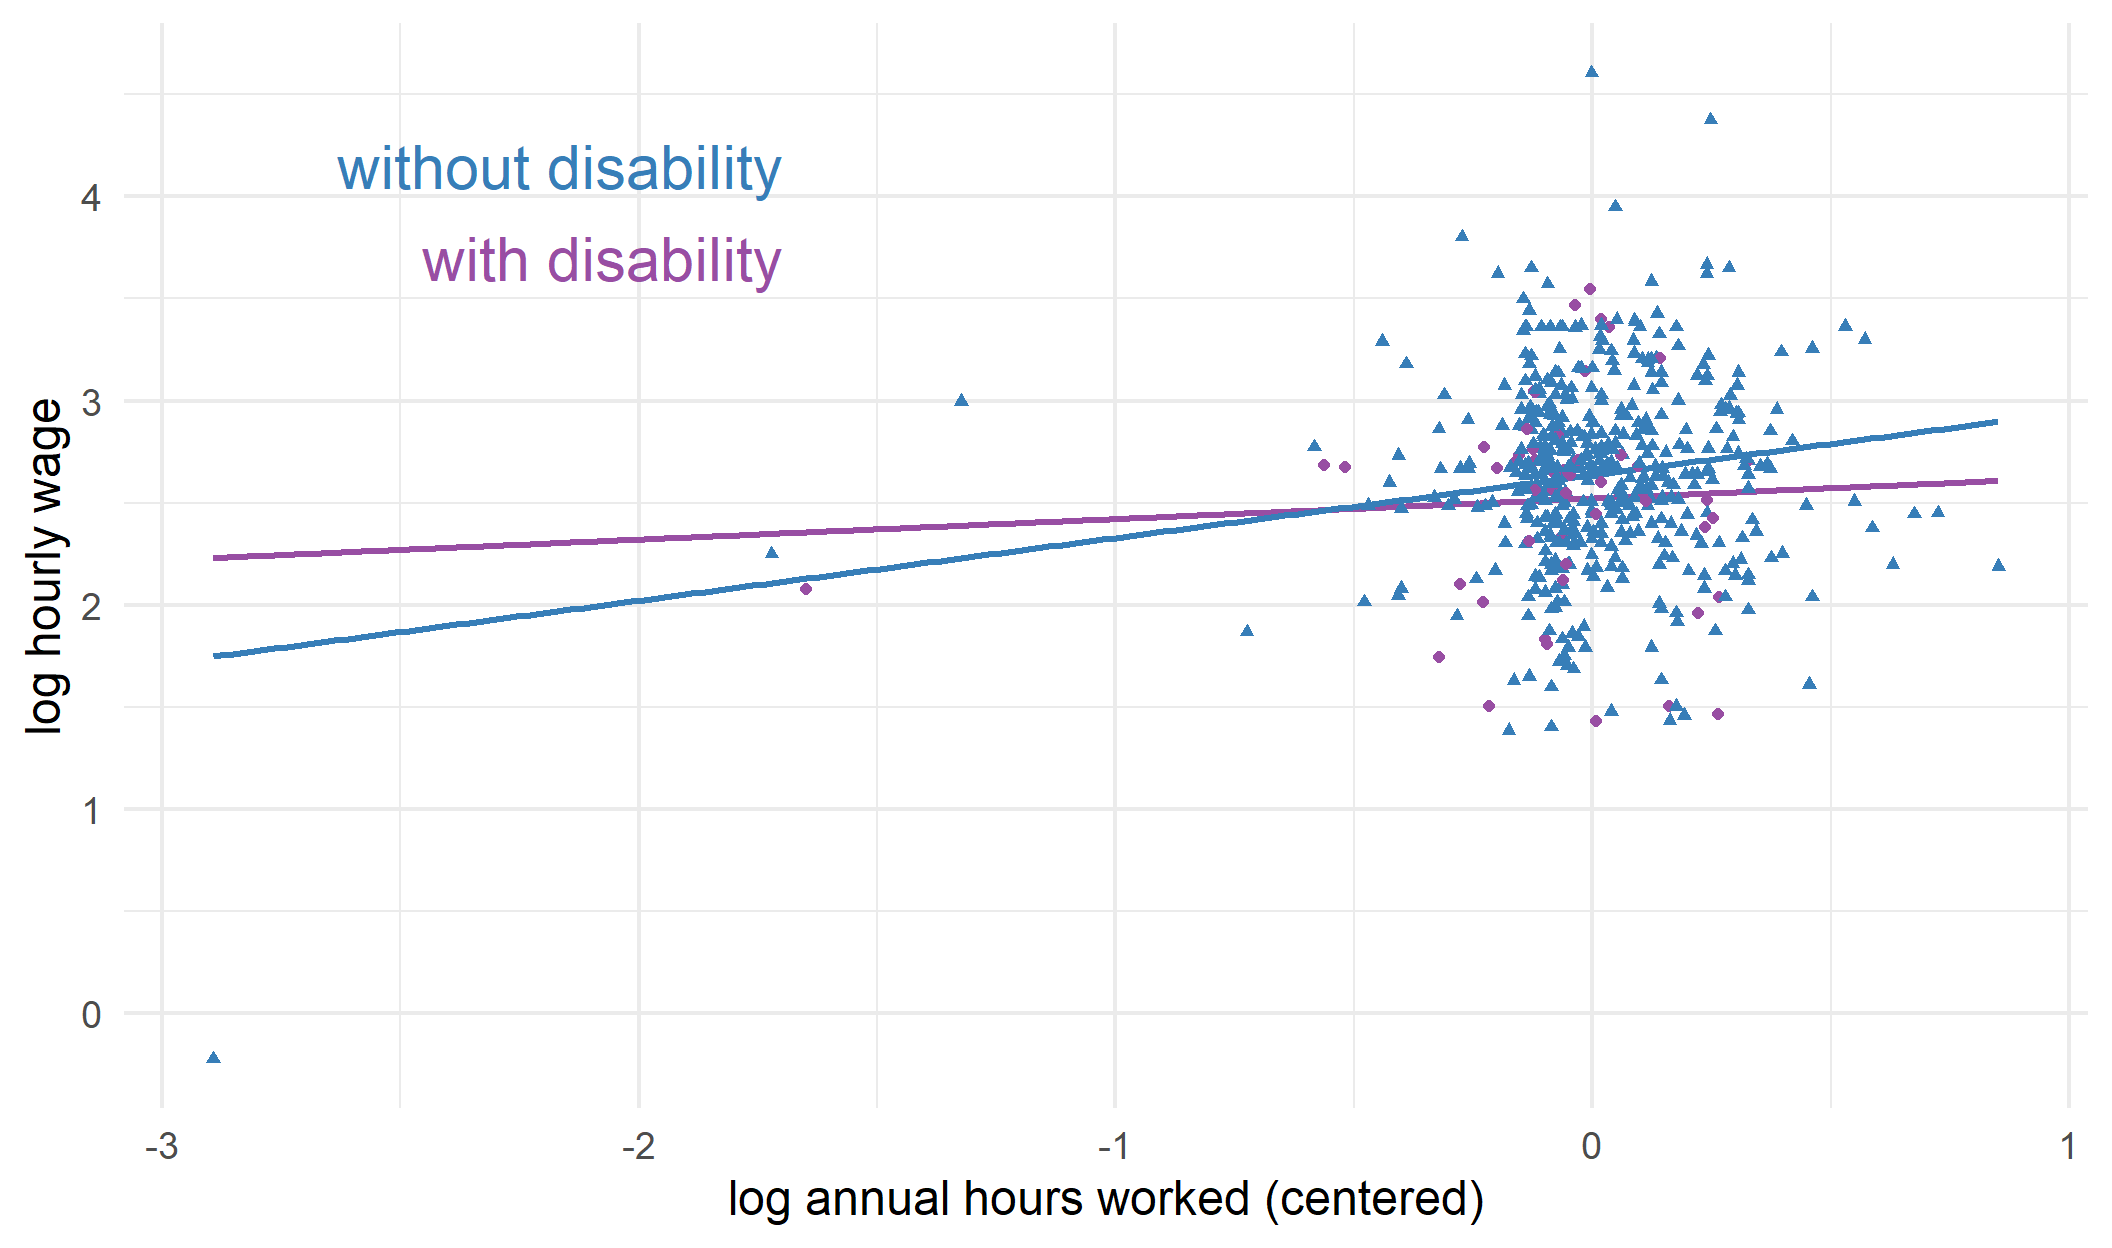 without disability
with disability
4
3
2
1
0
log hourly wage
-3 -2 -1 0 1
log annual hours worked (centered)